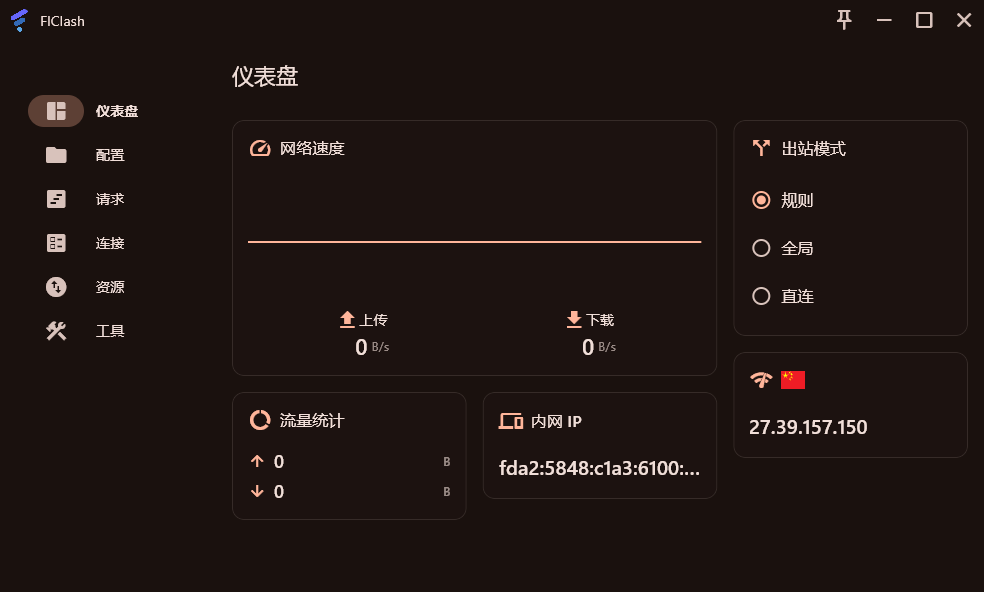 FlClash
仪表盘
仪表盘
配置
请求
连接
资源
工具
网络速度
上传
0 B/s
下载
0 B/s
出站模式
规则
全局
直连
27.39.157.150
流量统计
0 B
0 B
内网 IP
fda2:5848:c1a3:6100:...